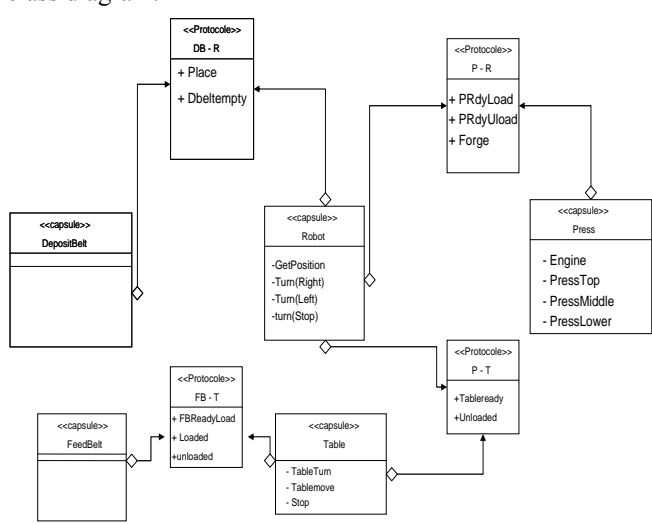 <<Protocole>>
DB - R
+ Place
+ Dbeltempty
<<Protocole>>
P - R
+ PRdyLoad
+ PRdyUload
+ Forge
<<capsule>>
DepositBelt
<<capsule>>
Robot
-GetPosition
-Turn(Right)
-Turn(Left)
-turn(Stop)
<<capsule>>
Press
- Engine
- PressTop
- PressMiddle
- PressLower
<<Protocole>>
P - T
+Tableready
+Unloaded
<<Protocole>>
FB - T
+ FBReadyLoad
+ Loaded
+unloaded
<<capsule>>
FeedBelt
<<capsule>>
Table
- TableTurn
- Tablemove
- Stop